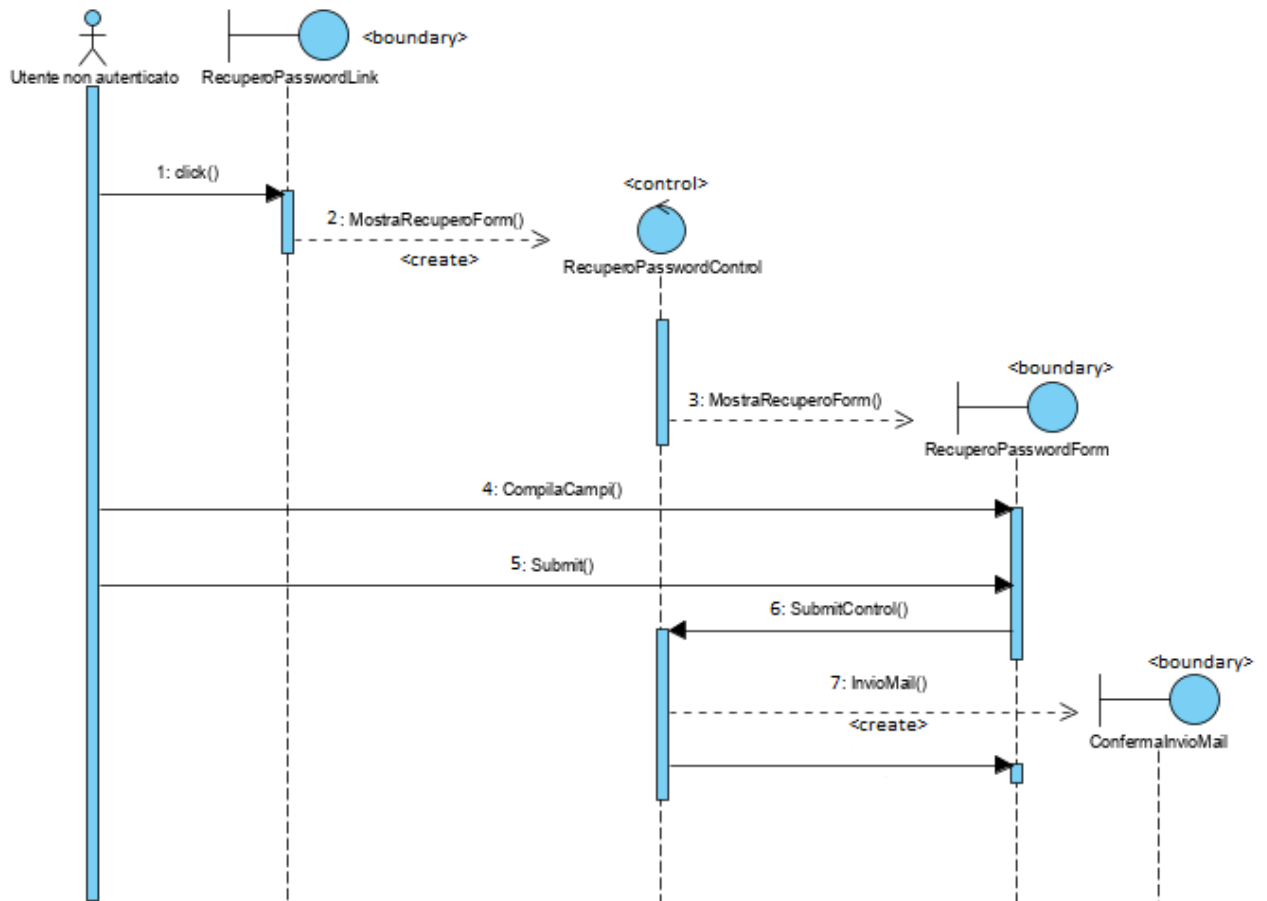 <boundary>
Utente non autenticato
RecuperoPasswordLink
1: click()
<control>
2: MostraRecuperoForm()
<create>
RecuperoPasswordControl
<boundary>
3: MostraRecuperoForm()
RecuperoPasswordForm
4: CompilaCampi()
5: Submit()
6: SubmitControl()
<boundary>
7: InvioMail()
<create>
ConfermaInvioMail